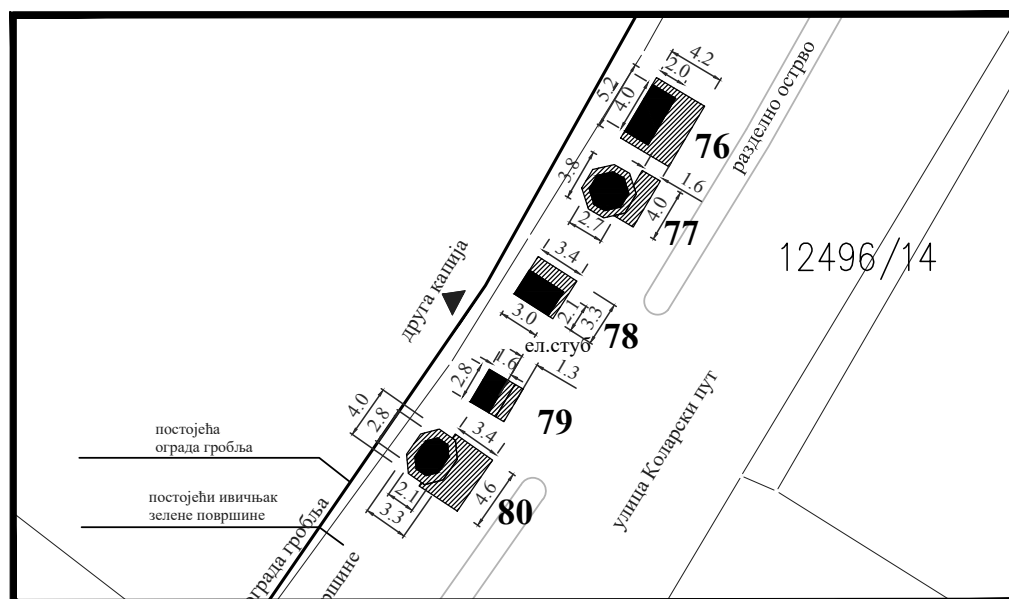 4.2
2.0
5.2
4.0
76
разделно острво
3.8
1.6
4.0
2.7
77
12496/14
друга капија
3.4
3.0
2.1
3.3
78
ел.стуб
1.6
1.3
2.8
79
4.0
2.8
3.4
постојећа
ограда гробља
улица Коларски пут
2.1
3.3
4.6
80
постојећи ивичњак
зелене површине
ограда гробља
ршине